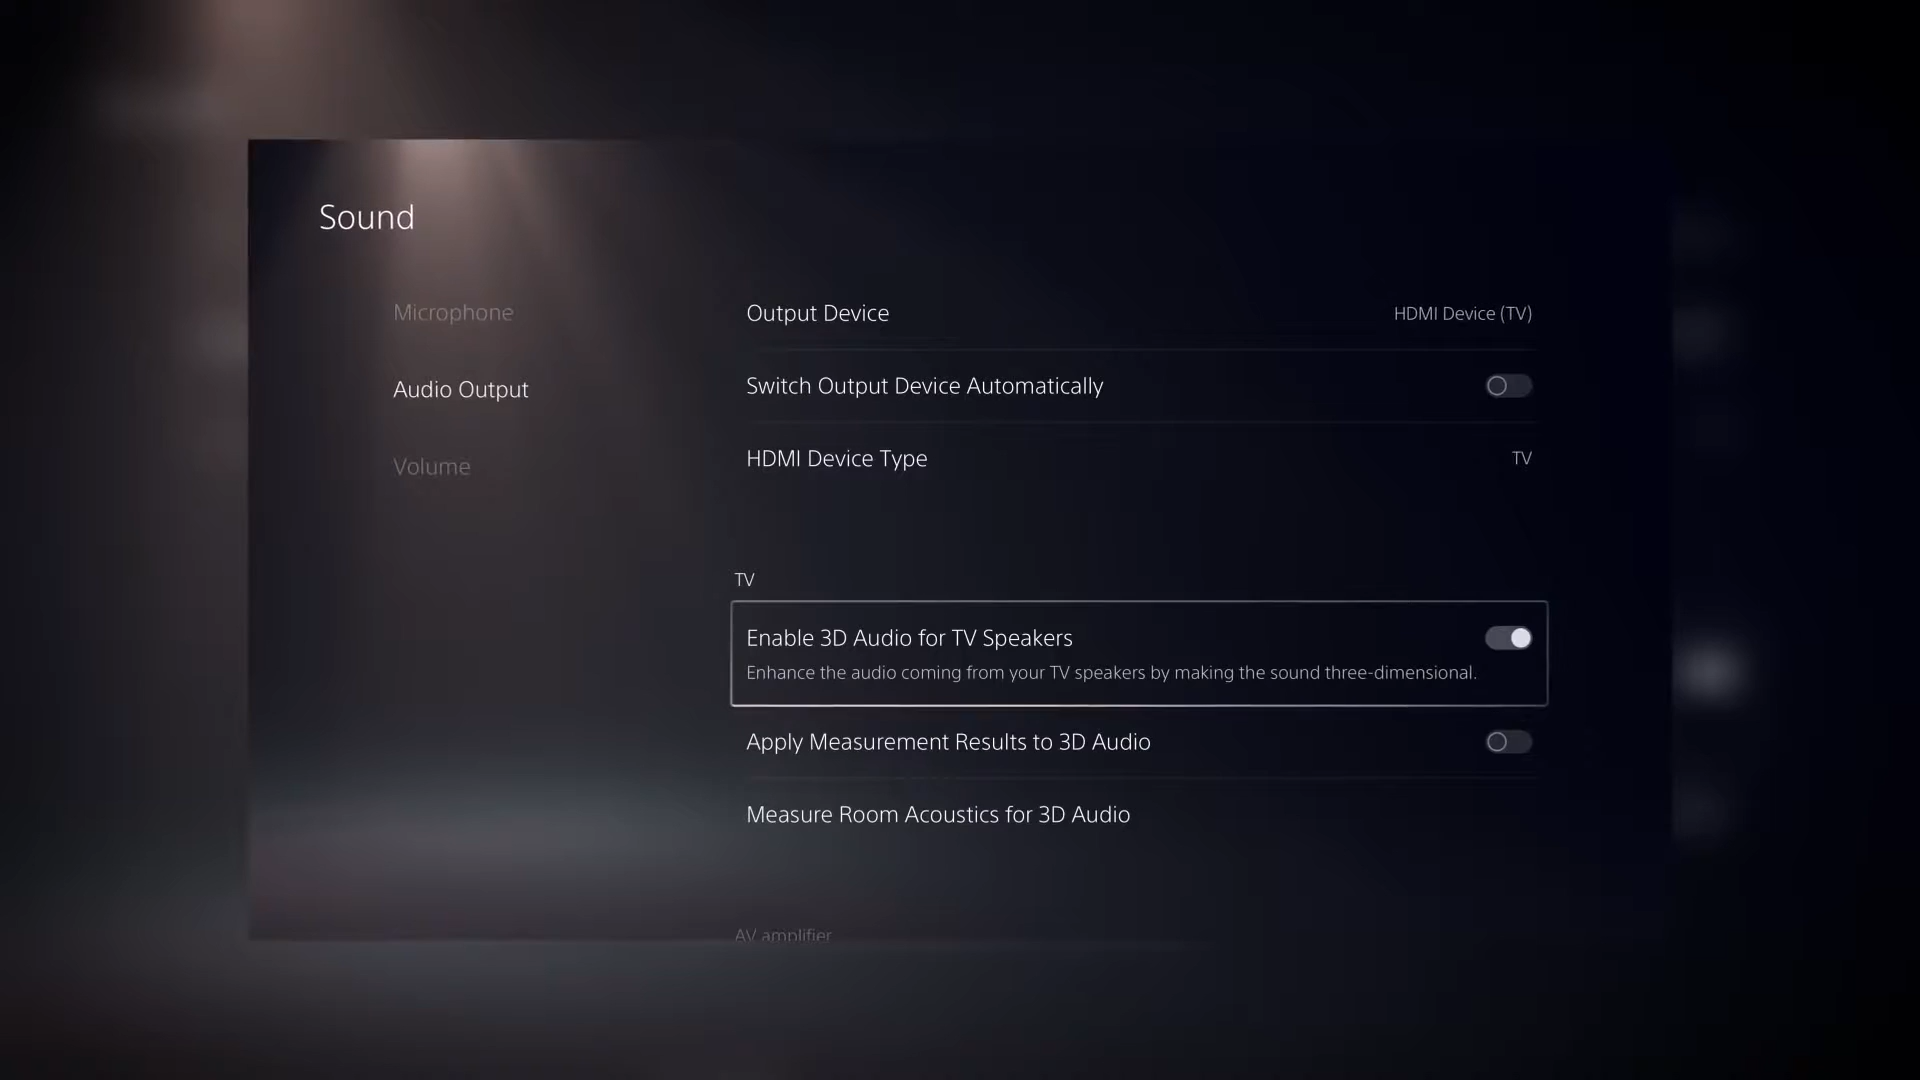 Sound
Microphone
Audio Output
Volume
Output Device
HDMI Device (TV)
Switch Output Device Automatically
HDMI Device Type
TV
TV
Enable 3D Audio for TV Speakers
Enhance the audio coming from your TV speakers by making the sound three-dimensional.
Apply Measurement Results to 3D Audio
Measure Room Acoustics for 3D Audio
AV amplifier